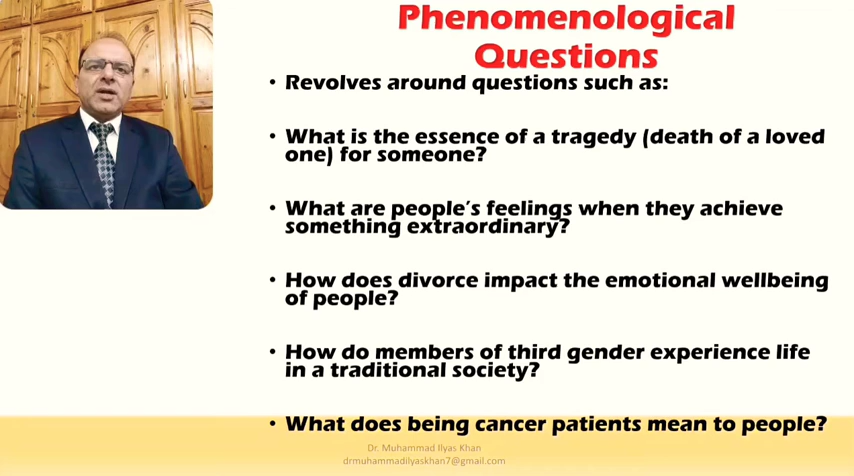 Phenomenological
Questions
• Revolves around questions such as:
• What is the essence of a tragedy (death of a loved
one) for someone?
• What are people's feelings when they achieve
something extraordinary?
• How does divorce impact the emotional wellbeing
of people?
• How do members of third gender experience life
in a traditional society?
• What does being cancer patients mean to people?
Dr. Muhammad Ilyas Khan
drmuhammadilyaskhan7@gmail.com